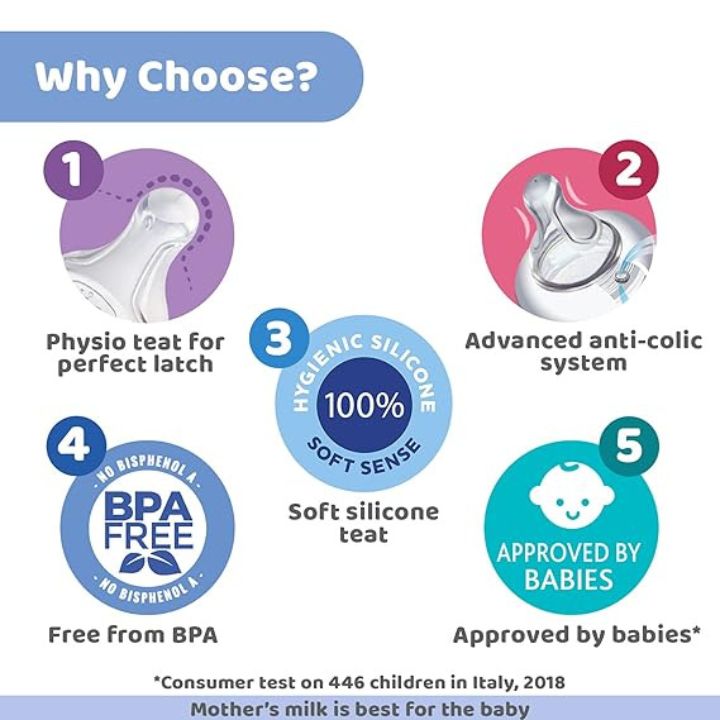 Why Choose?
1
Physio teat for
perfect latch
2
Advanced anti-colic
system
3
HYGIENIC SILICONE
100%
SOFT SENSE
Soft silicone
teat
4
- NO BISPHENOL A -
BPA
FREE
- NO BISPHENOL A -
Free from BPA
5
APPROVED BY
BABIES
Approved by babies*
*Consumer test on 446 children in Italy, 2018
Mother's milk is best for the baby